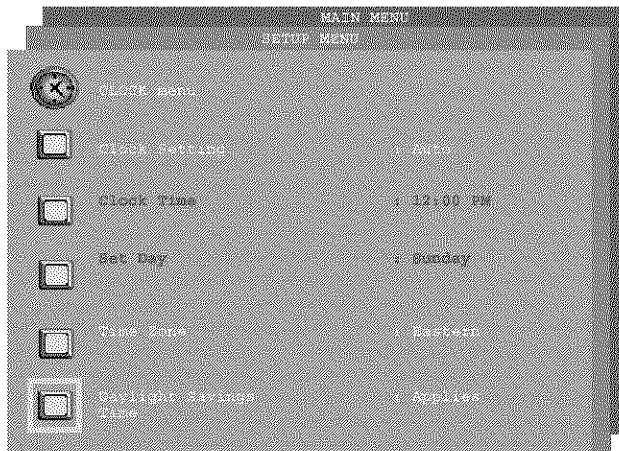 MAIN MENU
SETUP MENU
CLOCK menu
Clock Setting : Auto
Clock Time : 12:00 PM
Set Day : Sunday
Time Zone : Eastern
Daylight Savings : Applies
Time